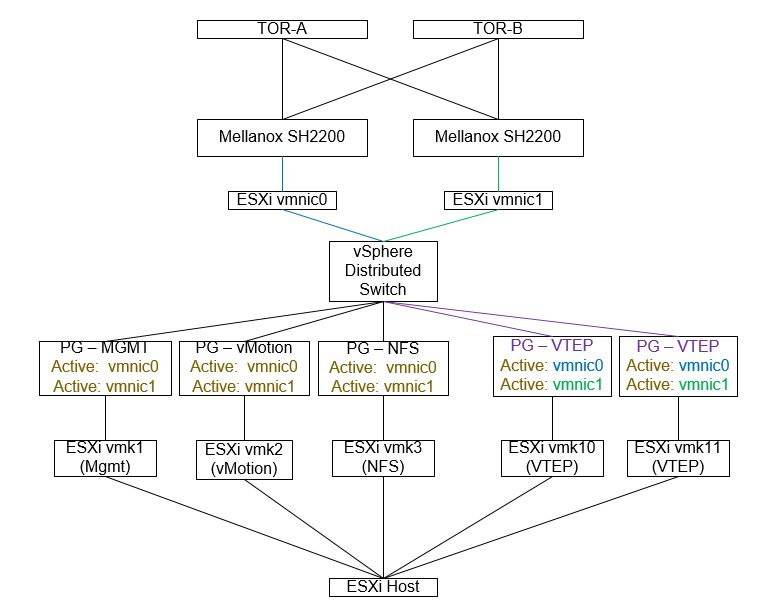 TOR-A
TOR-B
Mellanox SH2200
Mellanox SH2200
ESXi vmnic0
ESXi vmnic1
vSphere
Distributed
Switch
PG – MGMT
Active: vmnic0
Active: vmnic1
PG – vMotion
Active: vmnic0
Active: vmnic1
PG – NFS
Active: vmnic0
Active: vmnic1
PG – VTEP
Active: vmnic0
Active: vmnic1
PG – VTEP
Active: vmnic0
Active: vmnic1
ESXi vmk1
(Mgmt)
ESXi vmk2
(vMotion)
ESXi vmk3
(NFS)
ESXi vmk10
(VTEP)
ESXi vmk11
(VTEP)
ESXi Host